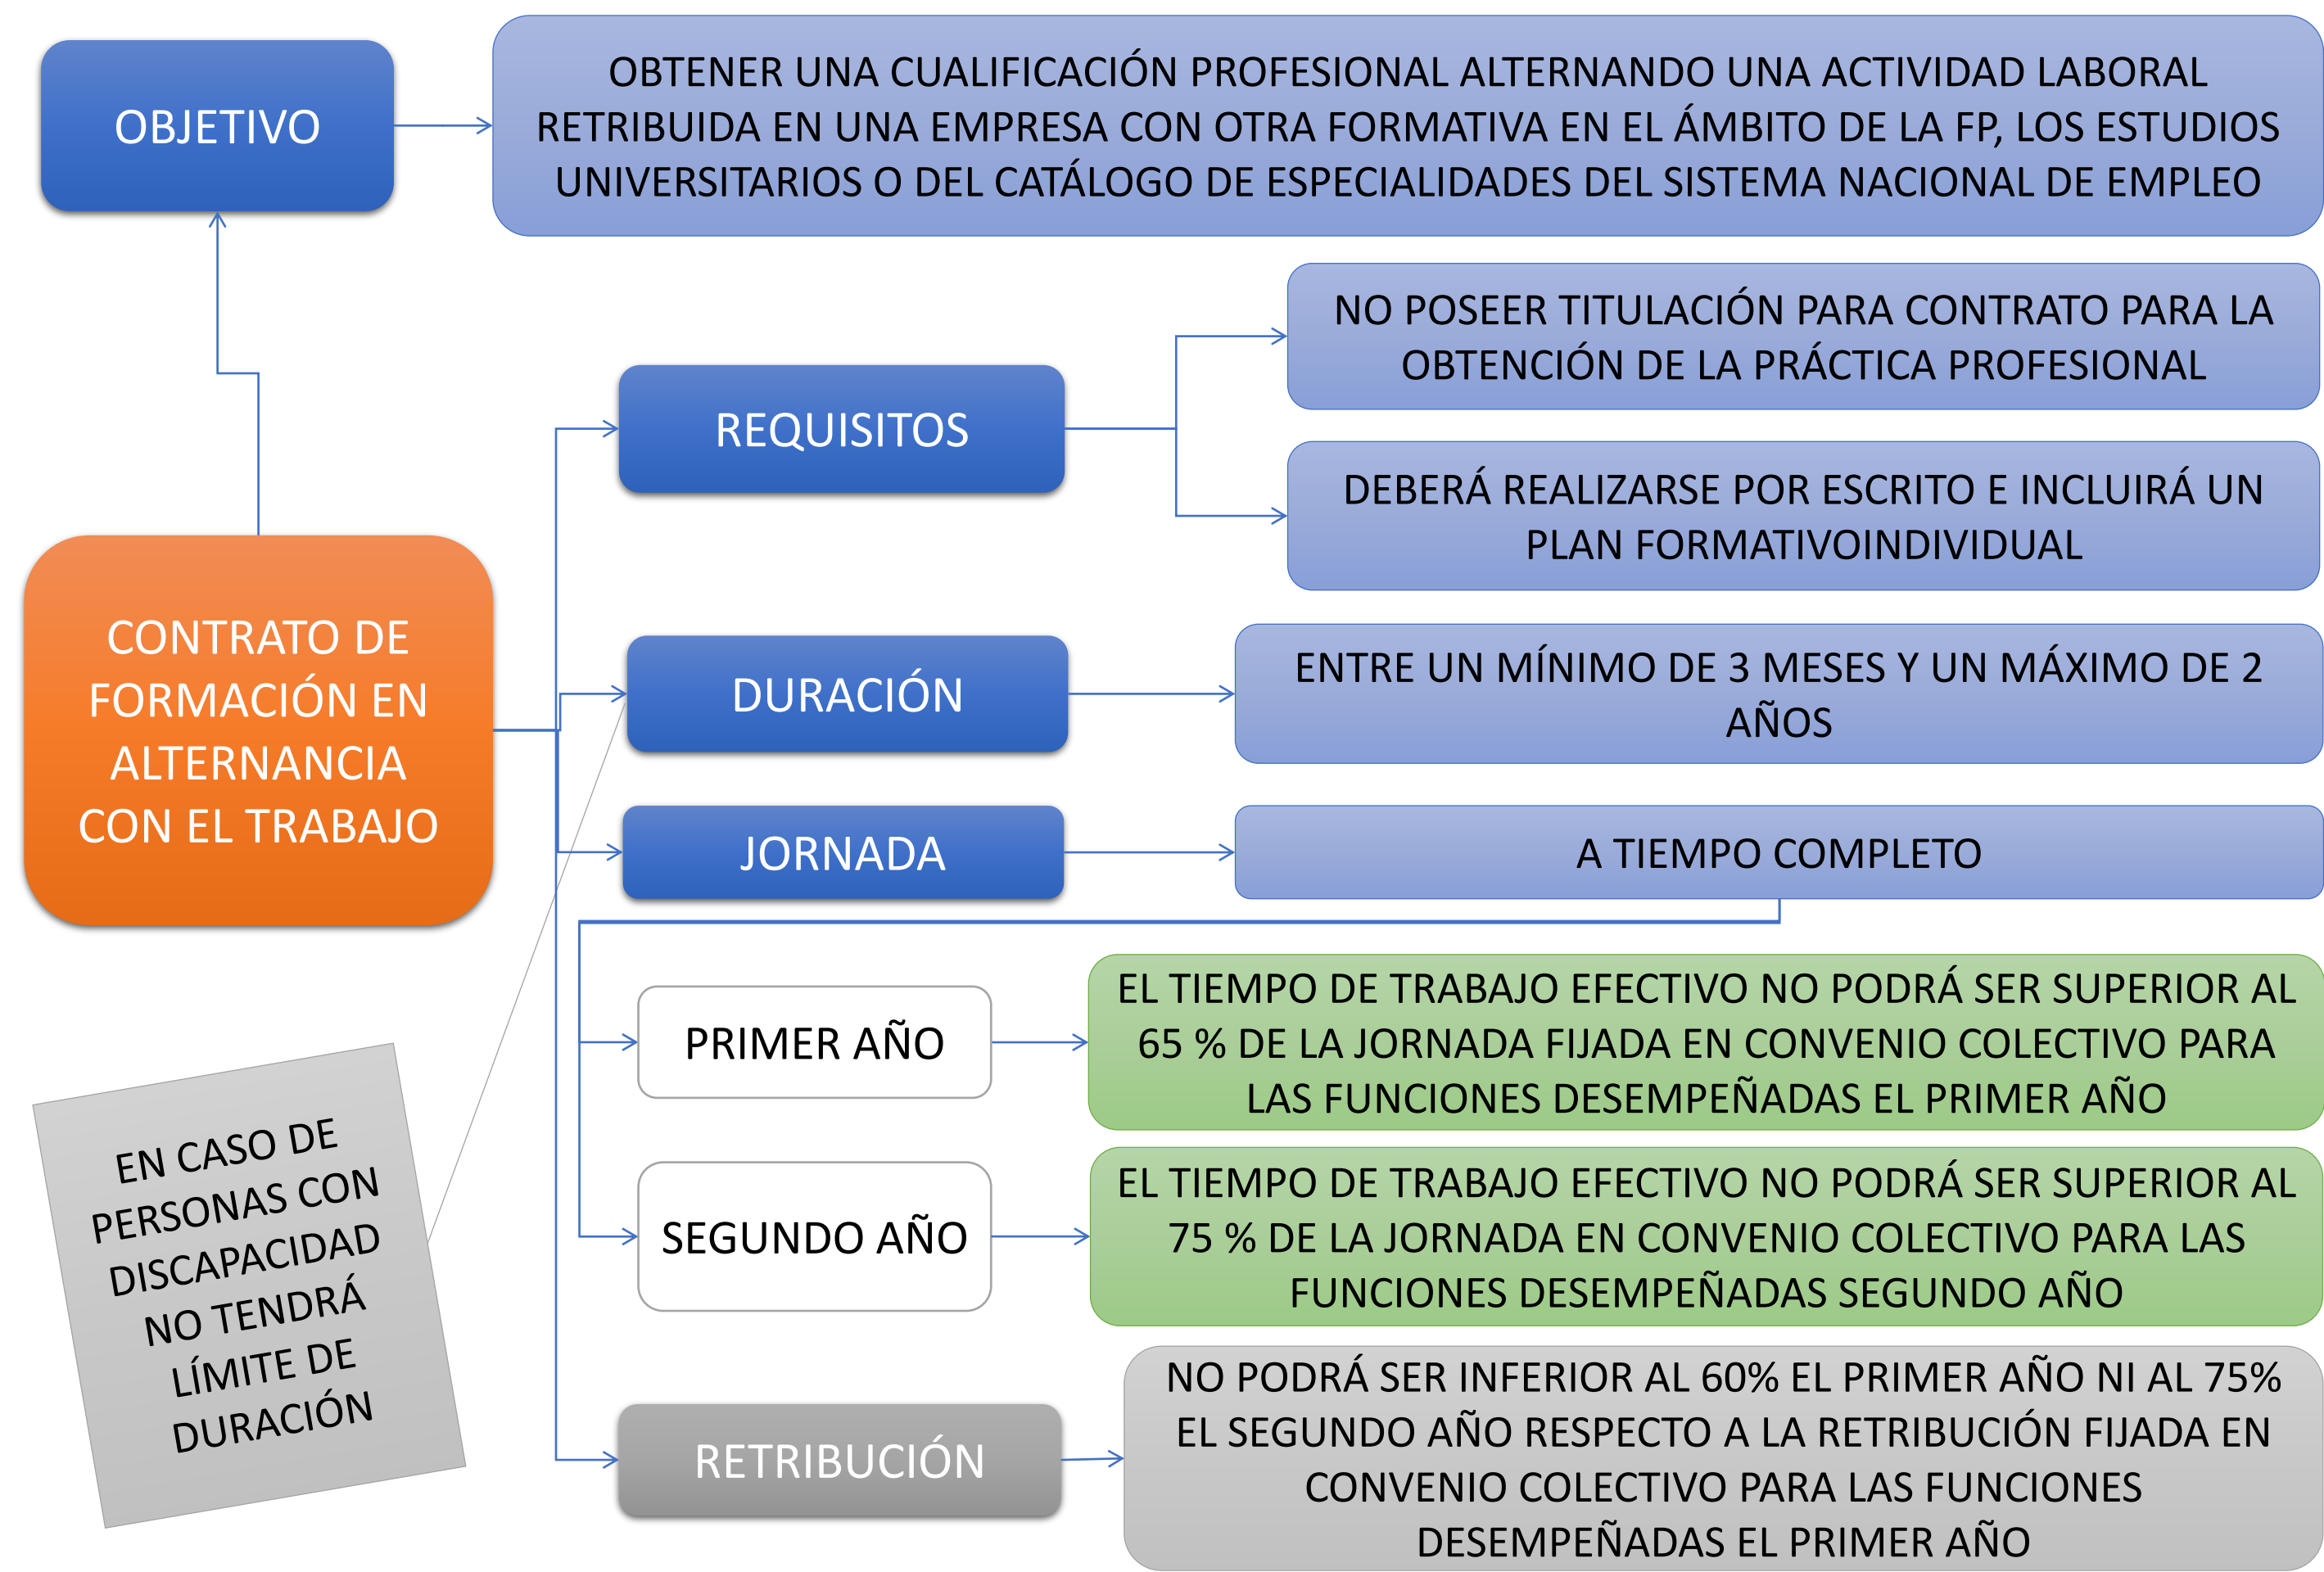 OBJETIVO
OBTENER UNA CUALIFICACIÓN PROFESIONAL ALTERNANDO UNA ACTIVIDAD LABORAL
RETRIBUIDA EN UNA EMPRESA CON OTRA FORMATIVA EN EL ÁMBITO DE LA FP, LOS ESTUDIOS
UNIVERSITARIOS O DEL CATÁLOGO DE ESPECIALIDADES DEL SISTEMA NACIONAL DE EMPLEO
CONTRATO DE
FORMACIÓN EN
ALTERNANCIA
CON EL TRABAJO
REQUISITOS
NO POSEER TITULACIÓN PARA CONTRATO PARA LA
OBTENCIÓN DE LA PRÁCTICA PROFESIONAL
DEBERÁ REALIZARSE POR ESCRITO E INCLUIRÁ UN
PLAN FORMATIVOINDIVIDUAL
DURACIÓN
ENTRE UN MÍNIMO DE 3 MESES Y UN MÁXIMO DE 2
AÑOS
JORNADA
A TIEMPO COMPLETO
PRIMER AÑO
EL TIEMPO DE TRABAJO EFECTIVO NO PODRÁ SER SUPERIOR AL
65 % DE LA JORNADA FIJADA EN CONVENIO COLECTIVO PARA
LAS FUNCIONES DESEMPEÑADAS EL PRIMER AÑO
SEGUNDO AÑO
EL TIEMPO DE TRABAJO EFECTIVO NO PODRÁ SER SUPERIOR AL
75 % DE LA JORNADA EN CONVENIO COLECTIVO PARA LAS
FUNCIONES DESEMPEÑADAS SEGUNDO AÑO
EN CASO DE
PERSONAS CON
DISCAPACIDAD
NO TENDRÁ
LÍMITE DE
DURACIÓN
RETRIBUCIÓN
NO PODRÁ SER INFERIOR AL 60% EL PRIMER AÑO NI AL 75%
EL SEGUNDO AÑO RESPECTO A LA RETRIBUCIÓN FIJADA EN
CONVENIO COLECTIVO PARA LAS FUNCIONES
DESEMPEÑADAS EL PRIMER AÑO